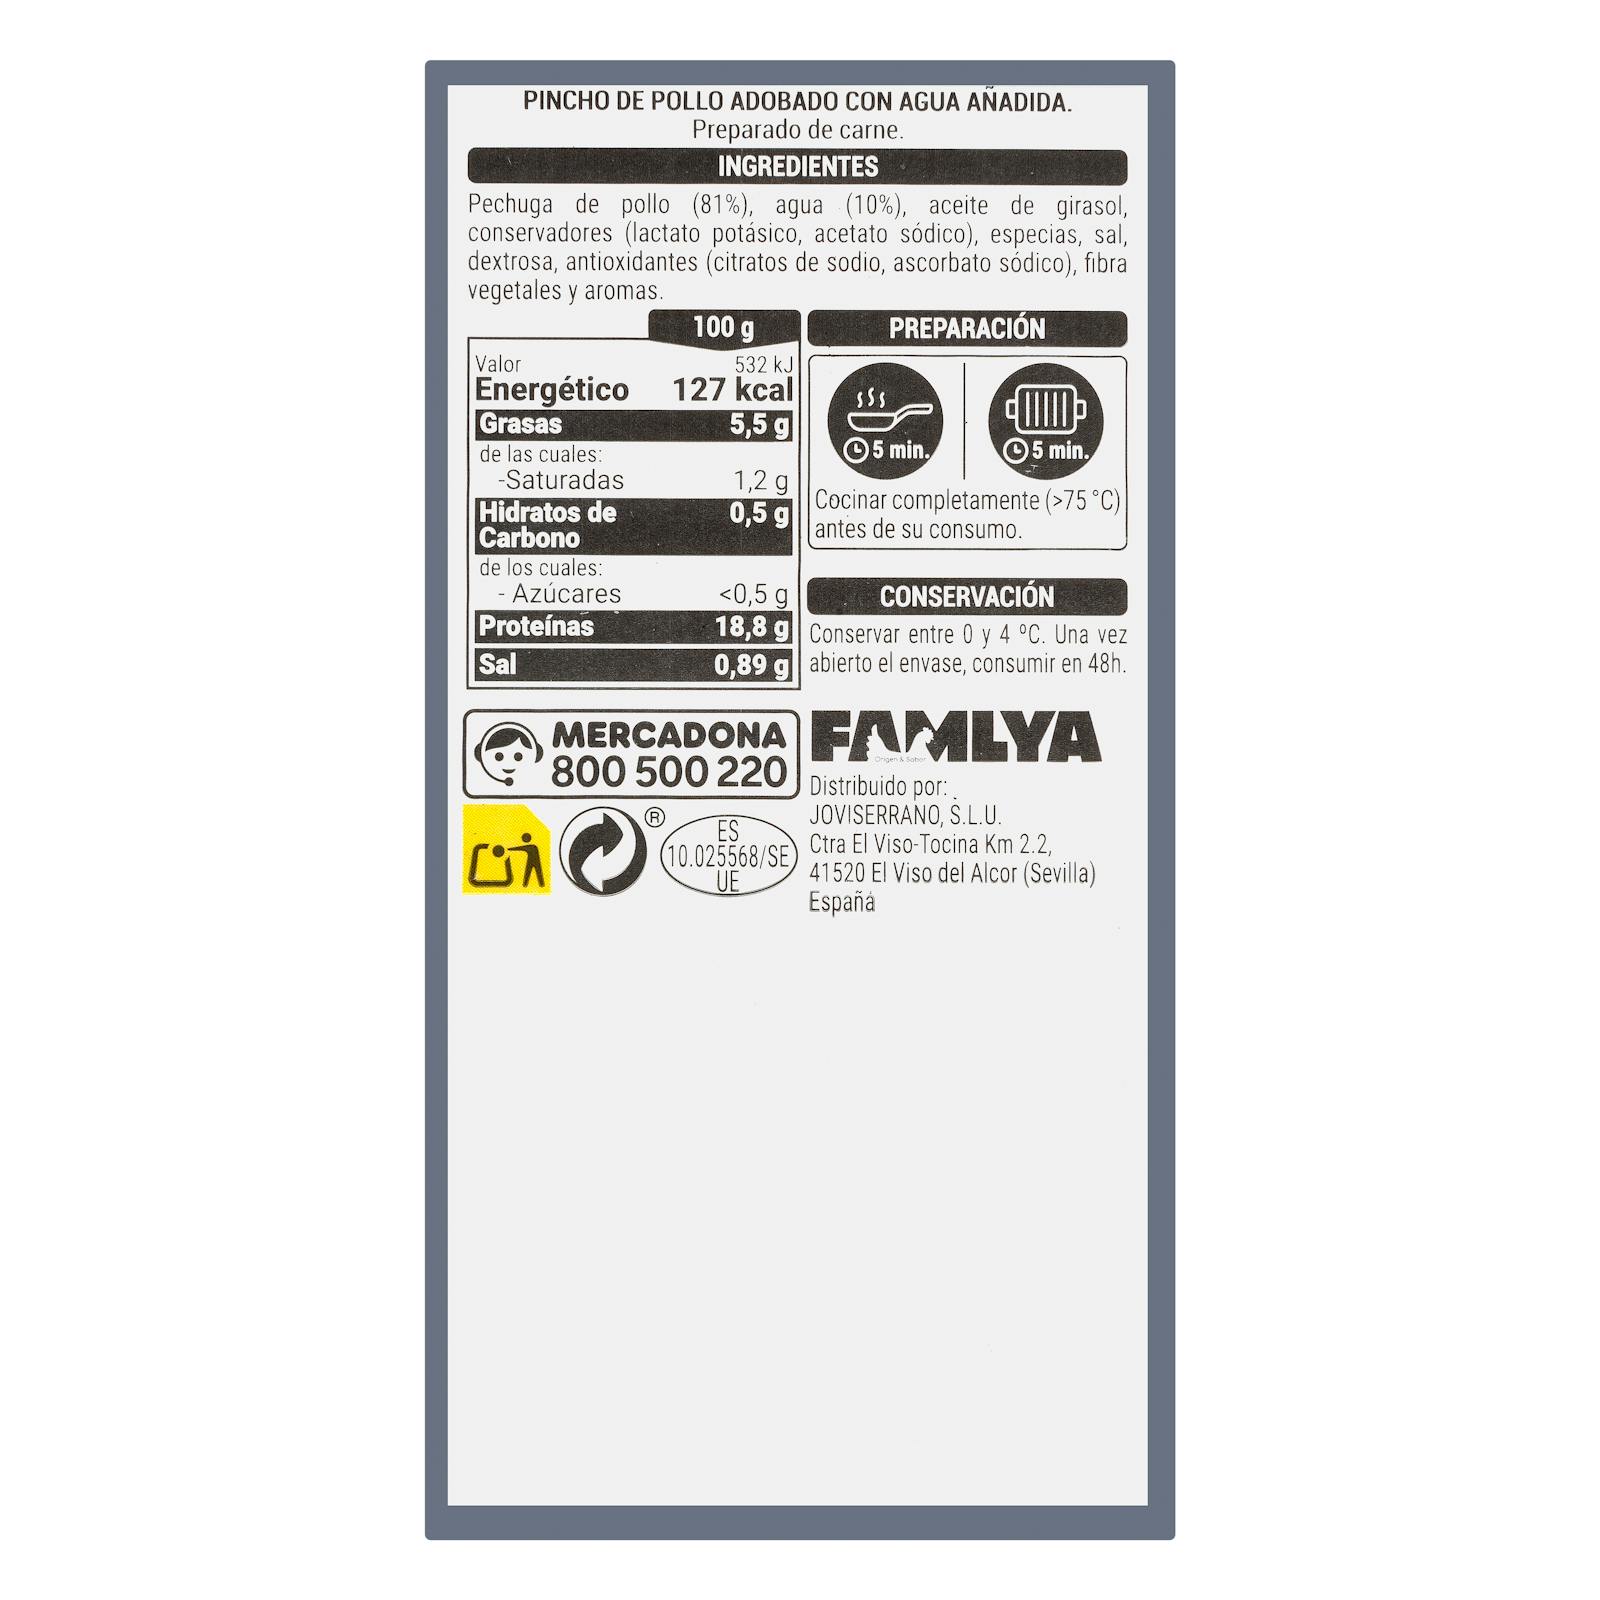 PINCHO DE POLLO ADOBADO CON AGUA AÑADIDA.
Preparado de carne.
INGREDIENTES
Pechuga de pollo (81%), agua (10%), aceite de girasol,
conservadores (lactato potásico, acetato sódico), especias, sal,
dextrosa, antioxidantes (citratos de sodio, ascorbato sódico), fibra
vegetales y aromas.
100 g
Valor 532 kJ
Energético 127 kcal
Grasas 5,5 g
de las cuales:
-Saturadas 1,2 g
Hidratos de 0,5 g
Carbono
de los cuales:
- Azúcares <0,5 g
Proteínas 18,8 g
Sal 0,89 g
PREPARACIÓN
5 min. 5 min.
Cocinar completamente (>75 °C)
antes de su consumo.
CONSERVACIÓN
Conservar entre 0 y 4 ºC. Una vez
abierto el envase, consumir en 48h.
MERCADONA
800 500 220
®
ES
10.025568/SE
UE
FAMLYA
Origen & Sabor
Distribuido por:
JOVISERRANO, S.L.U.
Ctra El Viso-Tocina Km 2.2,
41520 El Viso del Alcor (Sevilla)
España